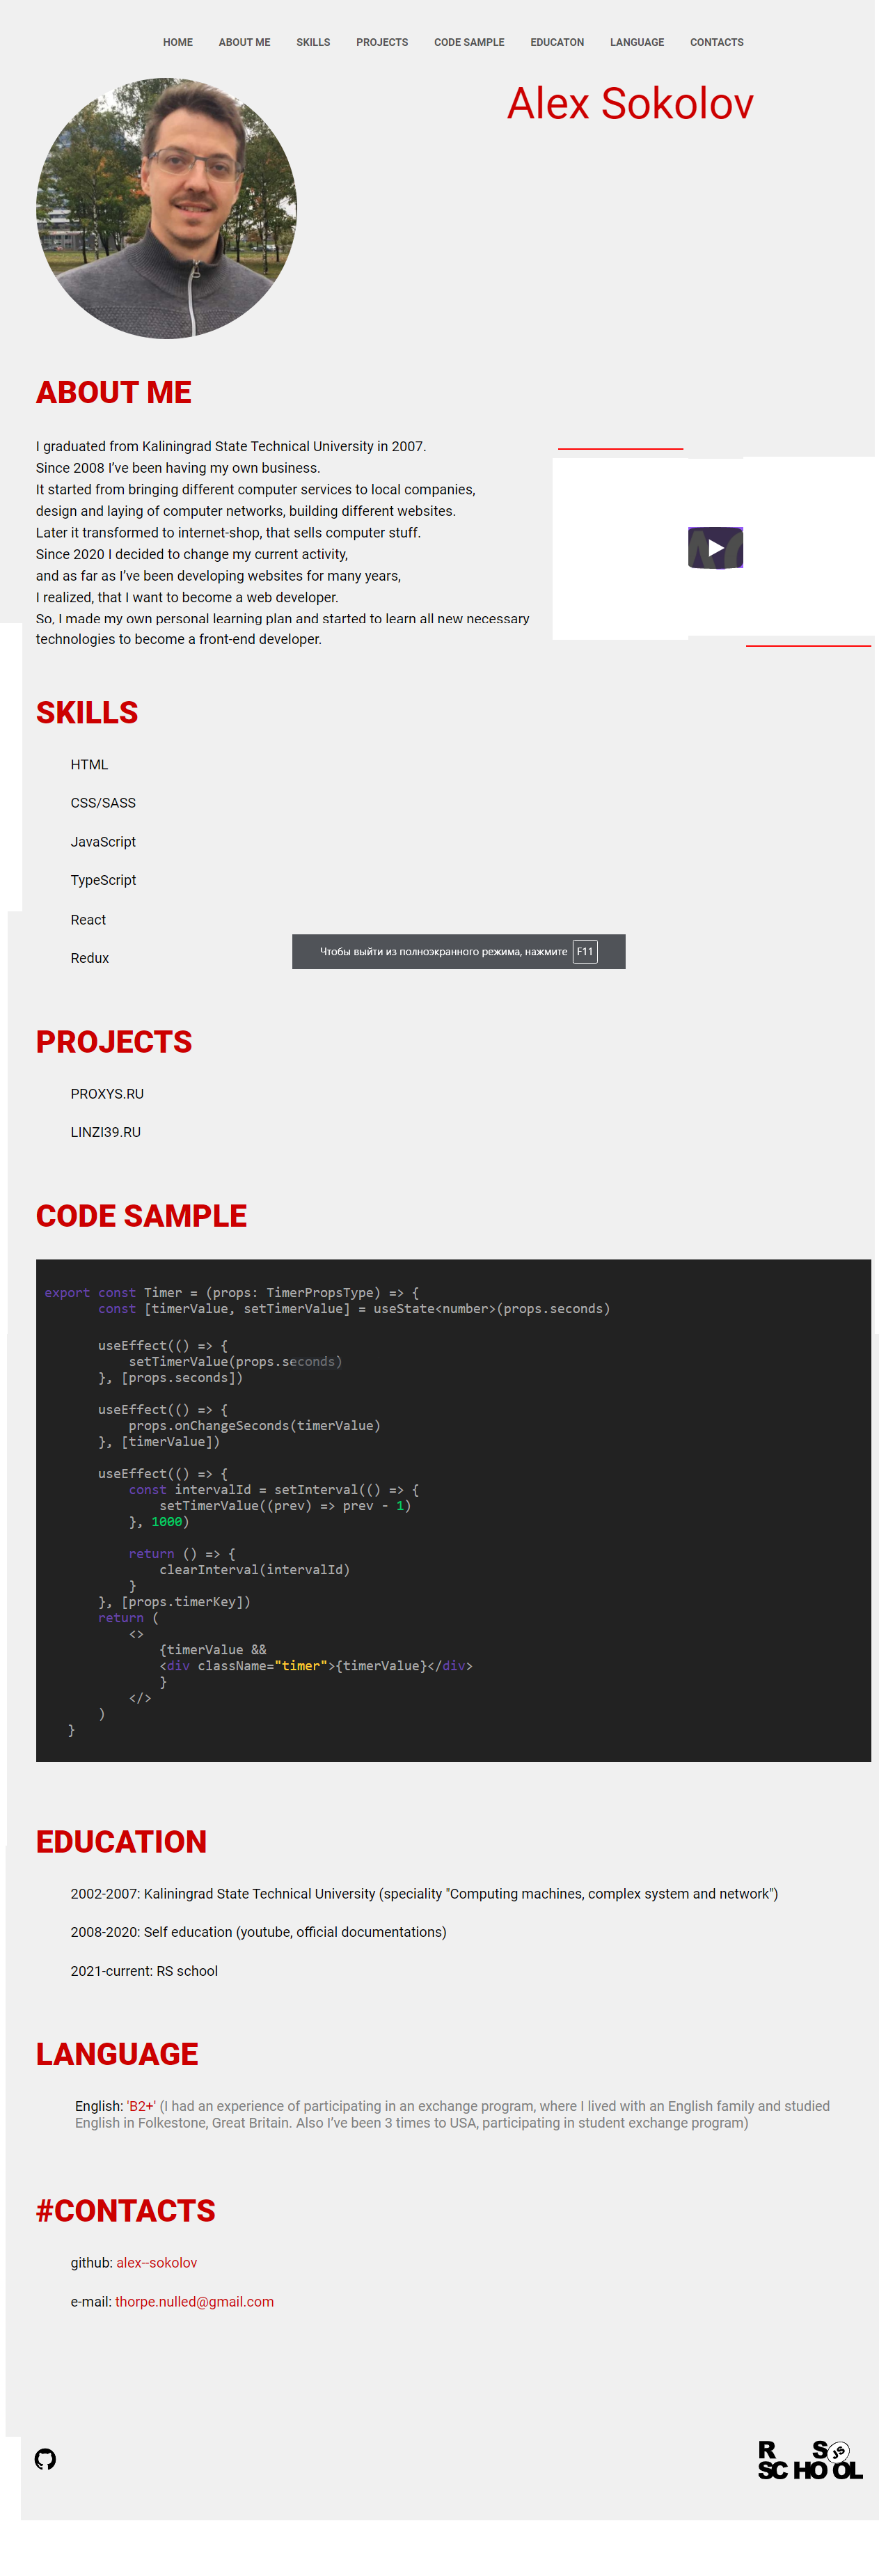 HOME ABOUT ME SKILLS PROJECTS CODE SAMPLE EDUCATON LANGUAGE CONTACTS
Alex Sokolov
ABOUT ME
I graduated from Kaliningrad State Technical University in 2007.
Since 2008 I’ve been having my own business.
It started from bringing different computer services to local companies,
design and laying of computer networks, building different websites.
Later it transformed to internet-shop, that sells computer stuff.
Since 2020 I decided to change my current activity,
and as far as I’ve been developing websites for many years,
I realized, that I want to become a web developer.
So, I made my own personal learning plan and started to learn all new necessary
technologies to become a front-end developer.
SKILLS
HTML
CSS/SASS
JavaScript
TypeScript
React
Redux
Чтобы выйти из полноэкранного режима, нажмите F11
PROJECTS
PROXYS.RU
LINZI39.RU
CODE SAMPLE
export const Timer = (props: TimerPropsType) => {
const [timerValue, setTimerValue] = useState<number>(props.seconds)
useEffect(() => {
setTimerValue(props.seconds)
}, [props.seconds])
useEffect(() => {
props.onChangeSeconds(timerValue)
}, [timerValue])
useEffect(() => {
const intervalId = setInterval(() => {
setTimerValue((prev) => prev - 1)
}, 1000)
return () => {
clearInterval(intervalId)
}
}, [props.timerKey])
return (
<>
{timerValue &&
<div className="timer">{timerValue}</div>
}
</>
)
}
EDUCATION
2002-2007: Kaliningrad State Technical University (speciality "Computing machines, complex system and network")
2008-2020: Self education (youtube, official documentations)
2021-current: RS school
LANGUAGE
English: 'B2+' (I had an experience of participating in an exchange program, where I lived with an English family and studied
English in Folkestone, Great Britain. Also I’ve been 3 times to USA, participating in student exchange program)
#CONTACTS
github: alex--sokolov
e-mail: thorpe.nulled@gmail.com
R S JS
SCHOOL